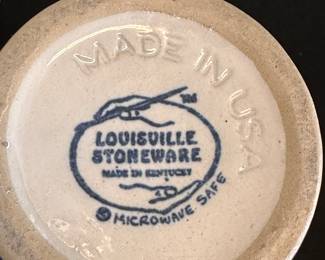 MADE IN USA
TM
LOUISVILLE
STONEWARE
MADE IN KENTUCKY
MICROWAVE SAFE